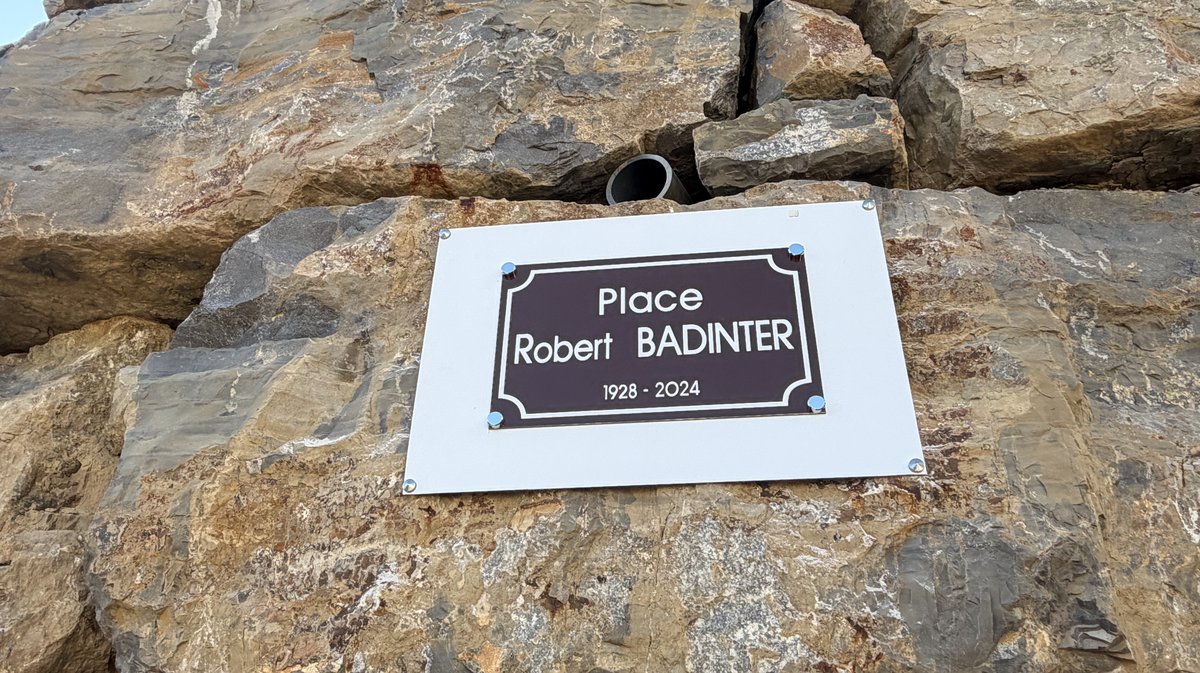 Place
Robert BADINTER
1928 - 2024